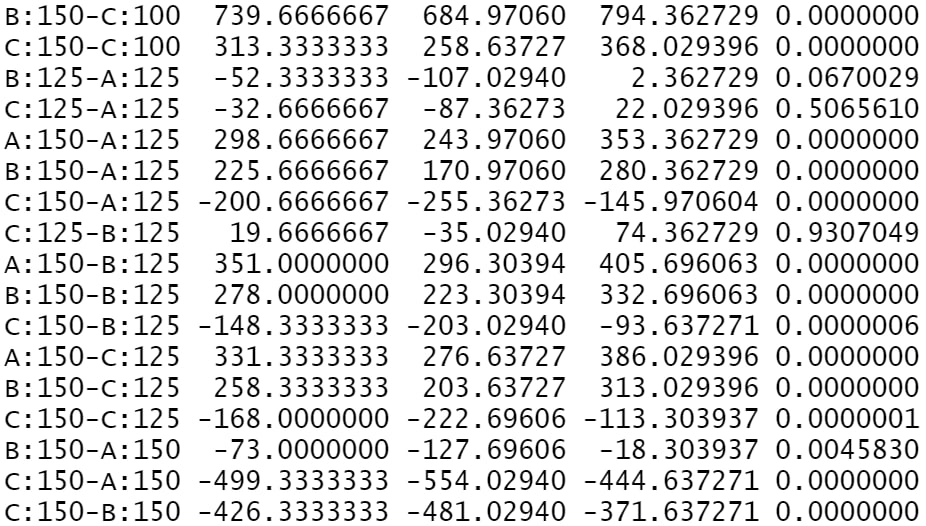 B:150-C:100 739.6666667 684.97060 794.362729 0.0000000
C:150-C:100 313.3333333 258.63727 368.029396 0.0000000
B:125-A:125 -52.3333333 -107.02940 2.362729 0.0670029
C:125-A:125 -32.6666667 -87.36273 22.029396 0.5065610
A:150-A:125 298.6666667 243.97060 353.362729 0.0000000
B:150-A:125 225.6666667 170.97060 280.362729 0.0000000
C:150-A:125 -200.6666667 -255.36273 -145.970604 0.0000000
C:125-B:125 19.6666667 -35.02940 74.362729 0.9307049
A:150-B:125 351.0000000 296.30394 405.696063 0.0000000
B:150-B:125 278.0000000 223.30394 332.696063 0.0000000
C:150-B:125 -148.3333333 -203.02940 -93.637271 0.0000006
A:150-C:125 331.3333333 276.63727 386.029396 0.0000000
B:150-C:125 258.3333333 203.63727 313.029396 0.0000000
C:150-C:125 -168.0000000 -222.69606 -113.303937 0.0000001
B:150-A:150 -73.0000000 -127.69606 -18.303937 0.0045830
C:150-A:150 -499.3333333 -554.02940 -444.637271 0.0000000
C:150-B:150 -426.3333333 -481.02940 -371.637271 0.0000000